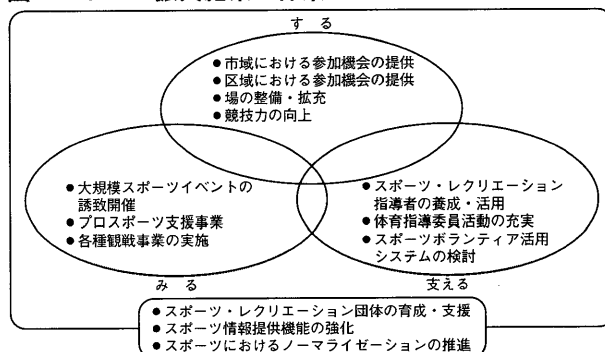 す る
● 市域における参加機会の提供
● 区域における参加機会の提供
● 場の整備・拡充
● 競技力の向上
● 大規模スポーツイベントの
誘致開催
● プロスポーツ支援事業
● 各種観戦事業の実施
● スポーツ・レクリエーション
指導者の養成・活用
● 体育指導委員活動の充実
● スポーツボランティア活用
システムの検討
み る
支える
● スポーツ・レクリエーション団体の育成・支援
● スポーツ情報提供機能の強化
● スポーツにおけるノーマライゼーションの推進